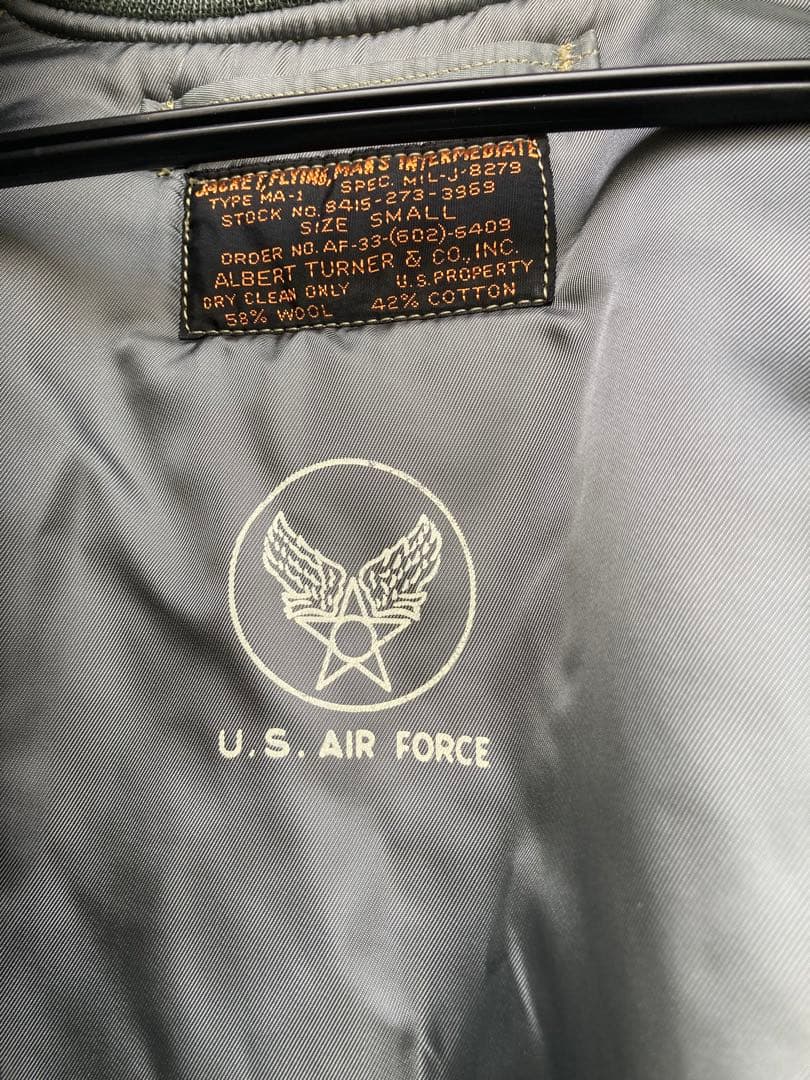 JACKET, FLYING, MAN'S INTERMEDIATE
TYPE MA-1 SPEC. MIL-J-8279
STOCK NO. 8415-273-3969
SIZE SMALL
ORDER NO. AF-33-(602)-6409
ALBERT TURNER & CO., INC.
DRY CLEAN ONLY U.S. PROPERTY
58% WOOL 42% COTTON
U.S. AIR FORCE